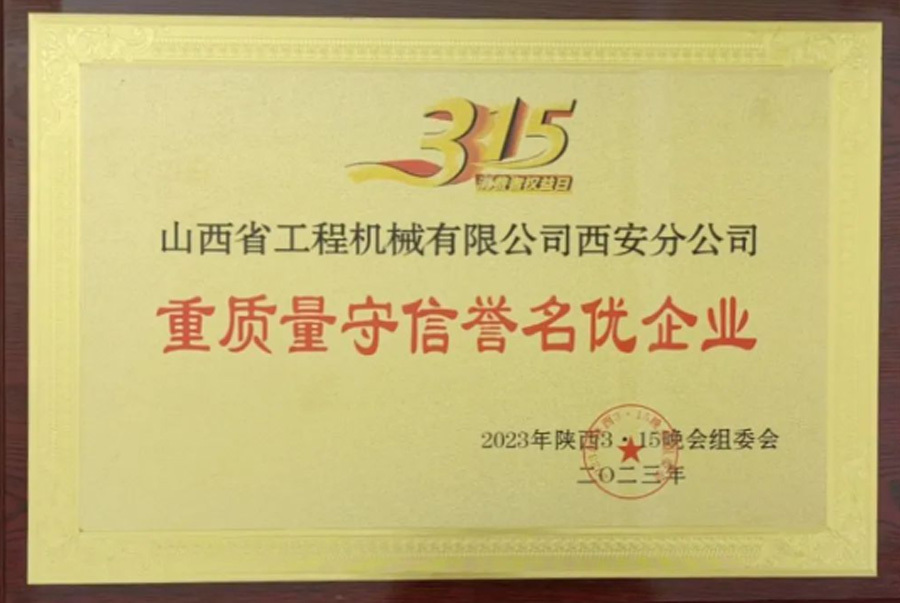 315
消费者权益日
山西省工程机械有限公司西安分公司
重质量守信誉名优企业
2023年陕西3·15晚会组委会
二〇二三年